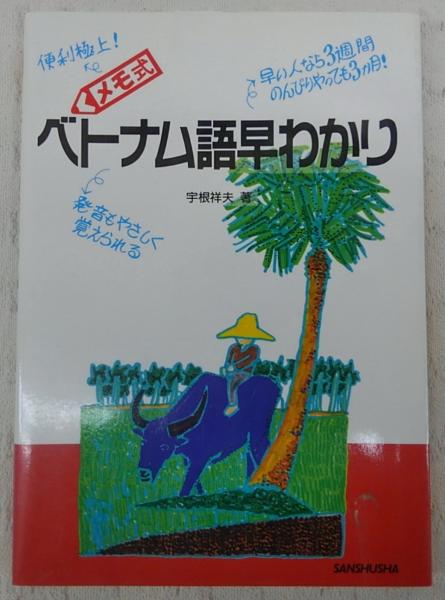 便利極上!
早い人なら3週間
のんびりやっても3ヵ月!
メモ式
ベトナム語早わかり
宇根祥夫 著
発音もやさしく
覚えられる
SANSHUSHA